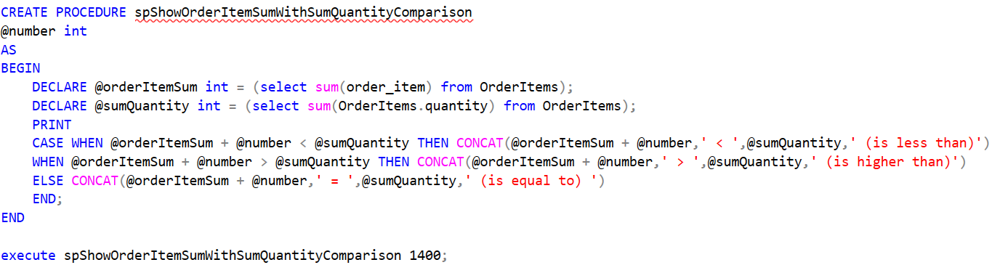 CREATE PROCEDURE spShowOrderItemSumWithSumQuantityComparison
@number int
AS
BEGIN
    DECLARE @orderItemSum int = (select sum(order_item) from OrderItems);
    DECLARE @sumQuantity int = (select sum(OrderItems.quantity) from OrderItems);
    PRINT
    CASE WHEN @orderItemSum + @number < @sumQuantity THEN CONCAT(@orderItemSum + @number,' < ',@sumQuantity,' (is less than)')
    WHEN @orderItemSum + @number > @sumQuantity THEN CONCAT(@orderItemSum + @number,' > ',@sumQuantity,' (is higher than)')
    ELSE CONCAT(@orderItemSum + @number,' = ',@sumQuantity,' (is equal to) ')
    END;
END
execute spShowOrderItemSumWithSumQuantityComparison 1400;